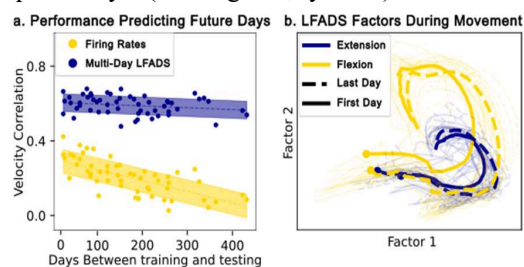 a. Performance Predicting Future Days
Firing Rates
Multi-Day LFADS
0.8
0.4
0.0
Velocity Correlation
0 100 200 300 400
Days Between training and testing
b. LFADS Factors During Movement
Extension
Flexion
Last Day
First Day
Factor 2
Factor 1